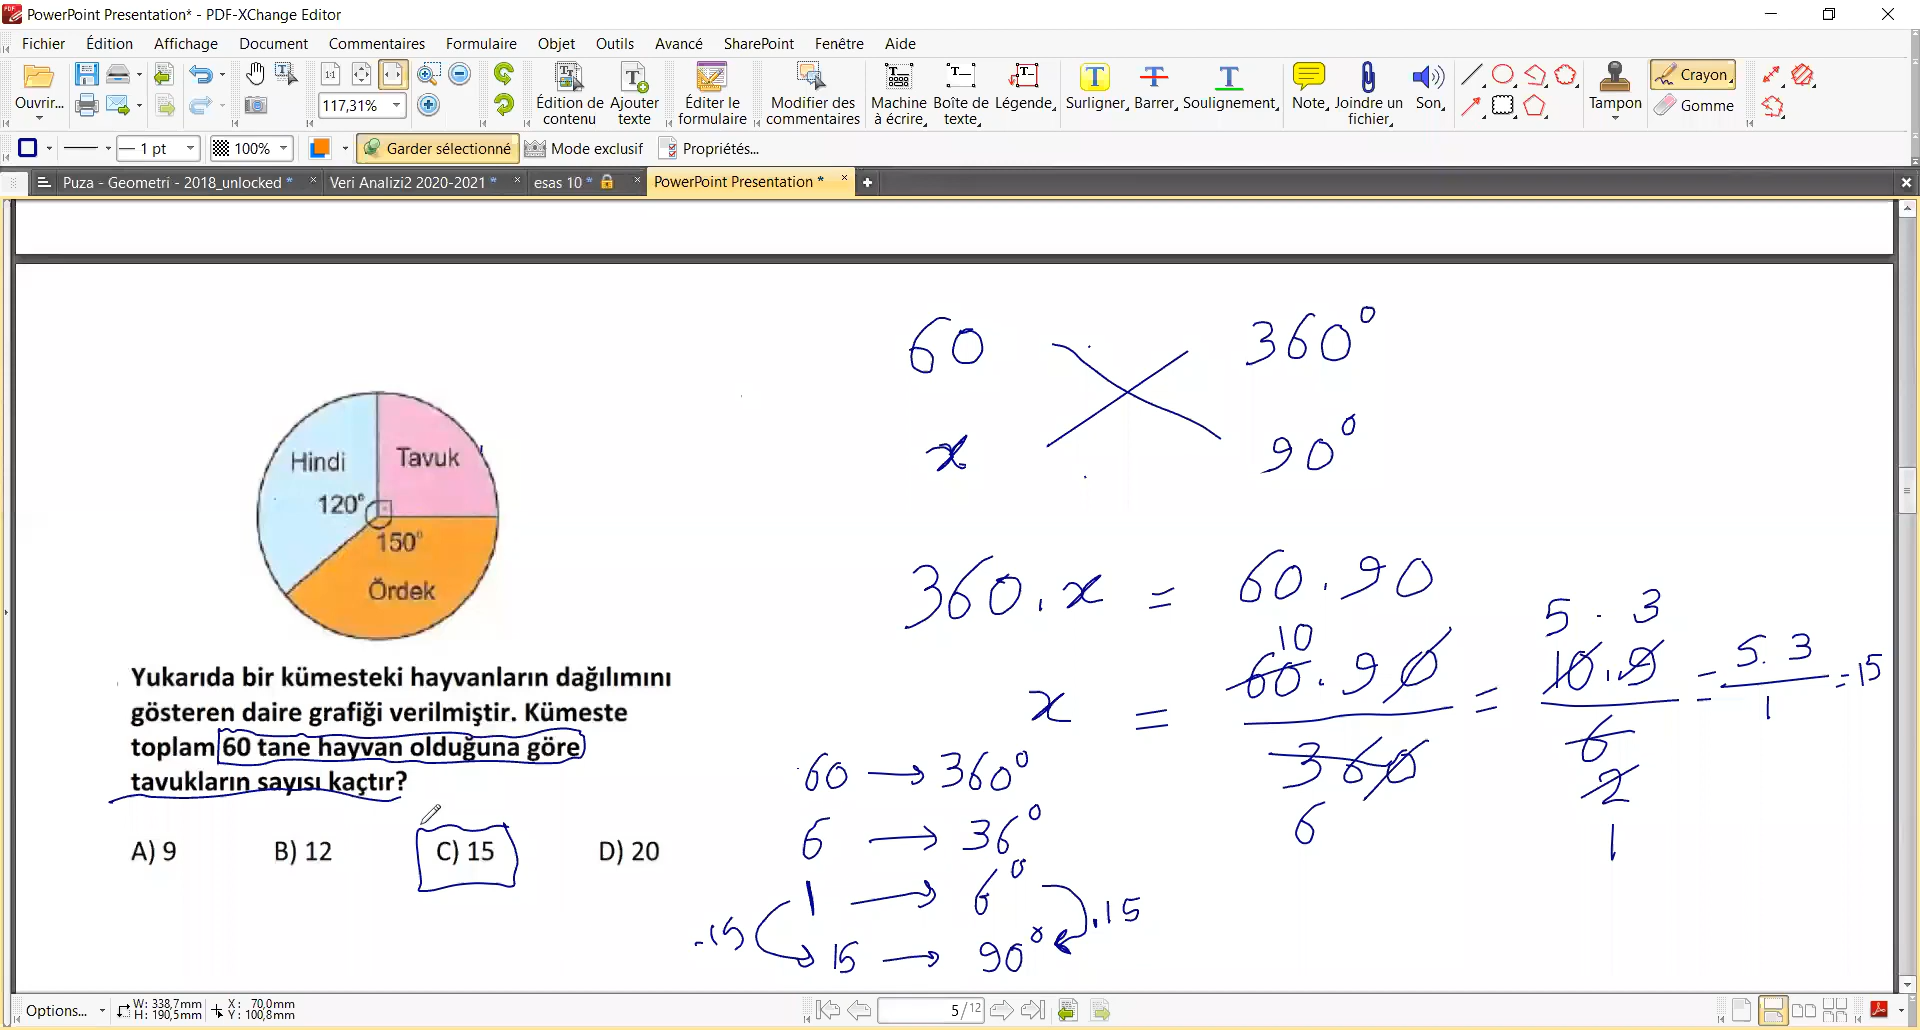 PowerPoint Presentation* - PDF-XChange Editor
Fichier Édition Affichage Document Commentaires Formulaire Objet Outils Avancé SharePoint Fenêtre Aide
Ouvrir...
117,31%
Édition de contenu
Ajouter texte
Éditer le formulaire
Modifier des commentaires
Machine à écrire
Boîte de texte
Légende
Surligner
Barrer
Soulignement
Note
Joindre un fichier
Son
Tampon
Crayon
Gomme
1 pt 100% Garder sélectionné Mode exclusif Propriétés...
Puza - Geometri - 2018_unlocked * Veri Analizi2 2020-2021 * esas 10 * PowerPoint Presentation *
Hindi Tavuk
120°
150°
Ördek
Yukarıda bir kümesteki hayvanların dağılımını
gösteren daire grafiği verilmiştir. Kümeste
toplam 60 tane hayvan olduğuna göre
tavukların sayısı kaçtır?
A) 9 B) 12 C) 15 D) 20
60 360°
x 90°
360 . x = 60 . 90
10 5 . 3
x = 60 . 90 / 360 = 10 . 9 / 6 = 5 . 3 / 1 = 15
6 2
1
60 → 360°
6 → 36°
1 → 6°
.15 .15
15 → 90°
Options... W: 338,7mm X: 70,0mm
H: 190,5mm Y: 100,8mm
5 / 12